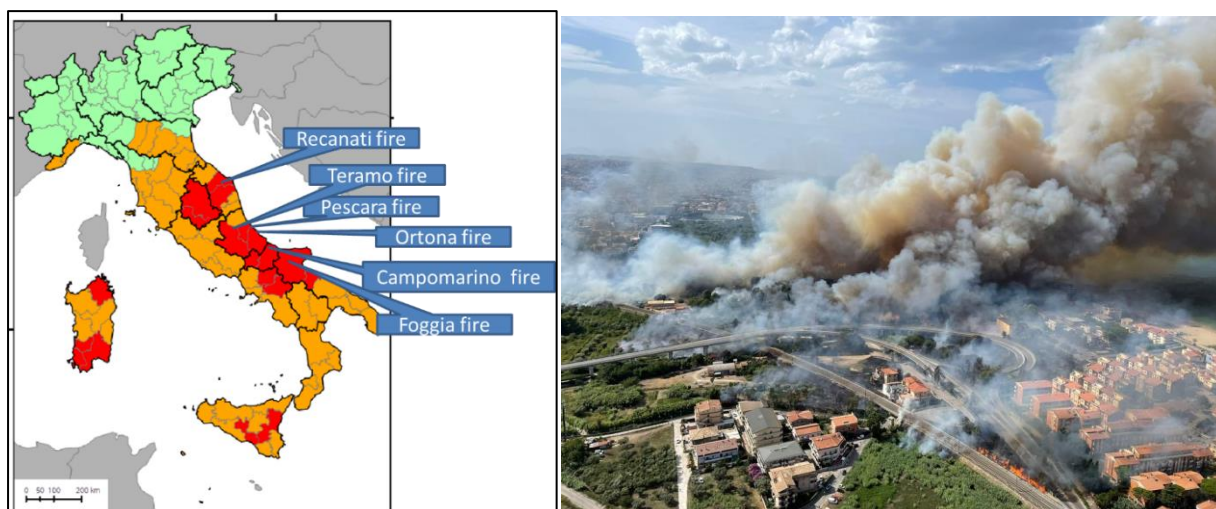 Recanati fire
Teramo fire
Pescara fire
Ortona fire
Campomarino fire
Foggia fire
0 50 100 200 km